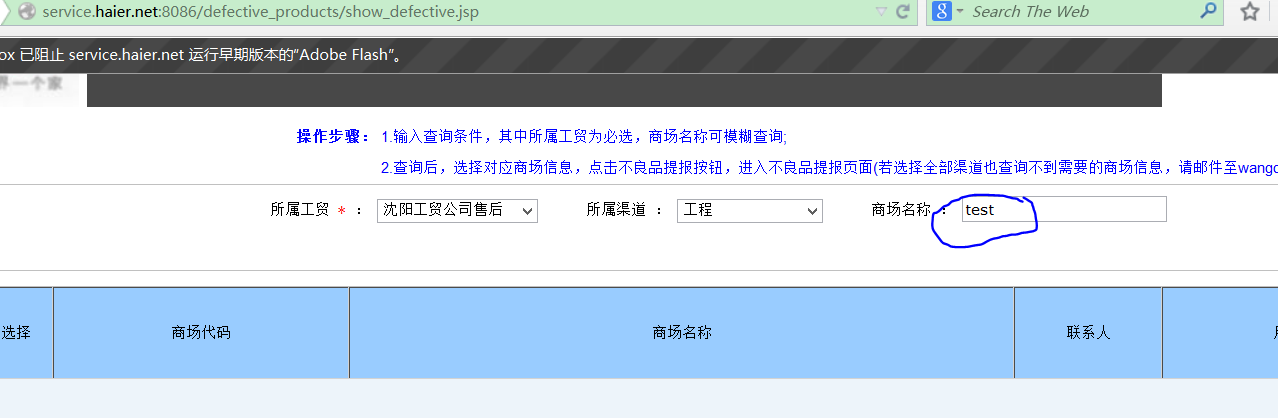 service.haier.net:8086/defective_products/show_defective.jsp
Search The Web
ox 已阻止 service.haier.net 运行早期版本的"Adobe Flash"。
界一个家
操作步骤： 1.输入查询条件，其中所属工贸为必选，商场名称可模糊查询;
2.查询后，选择对应商场信息，点击不良品提报按钮，进入不良品提报页面(若选择全部渠道也查询不到需要的商场信息，请邮件至wang
所属工贸 * ： 沈阳工贸公司售后 所属渠道 ： 工程 商场名称 ： test
选择 商场代码 商场名称 联系人